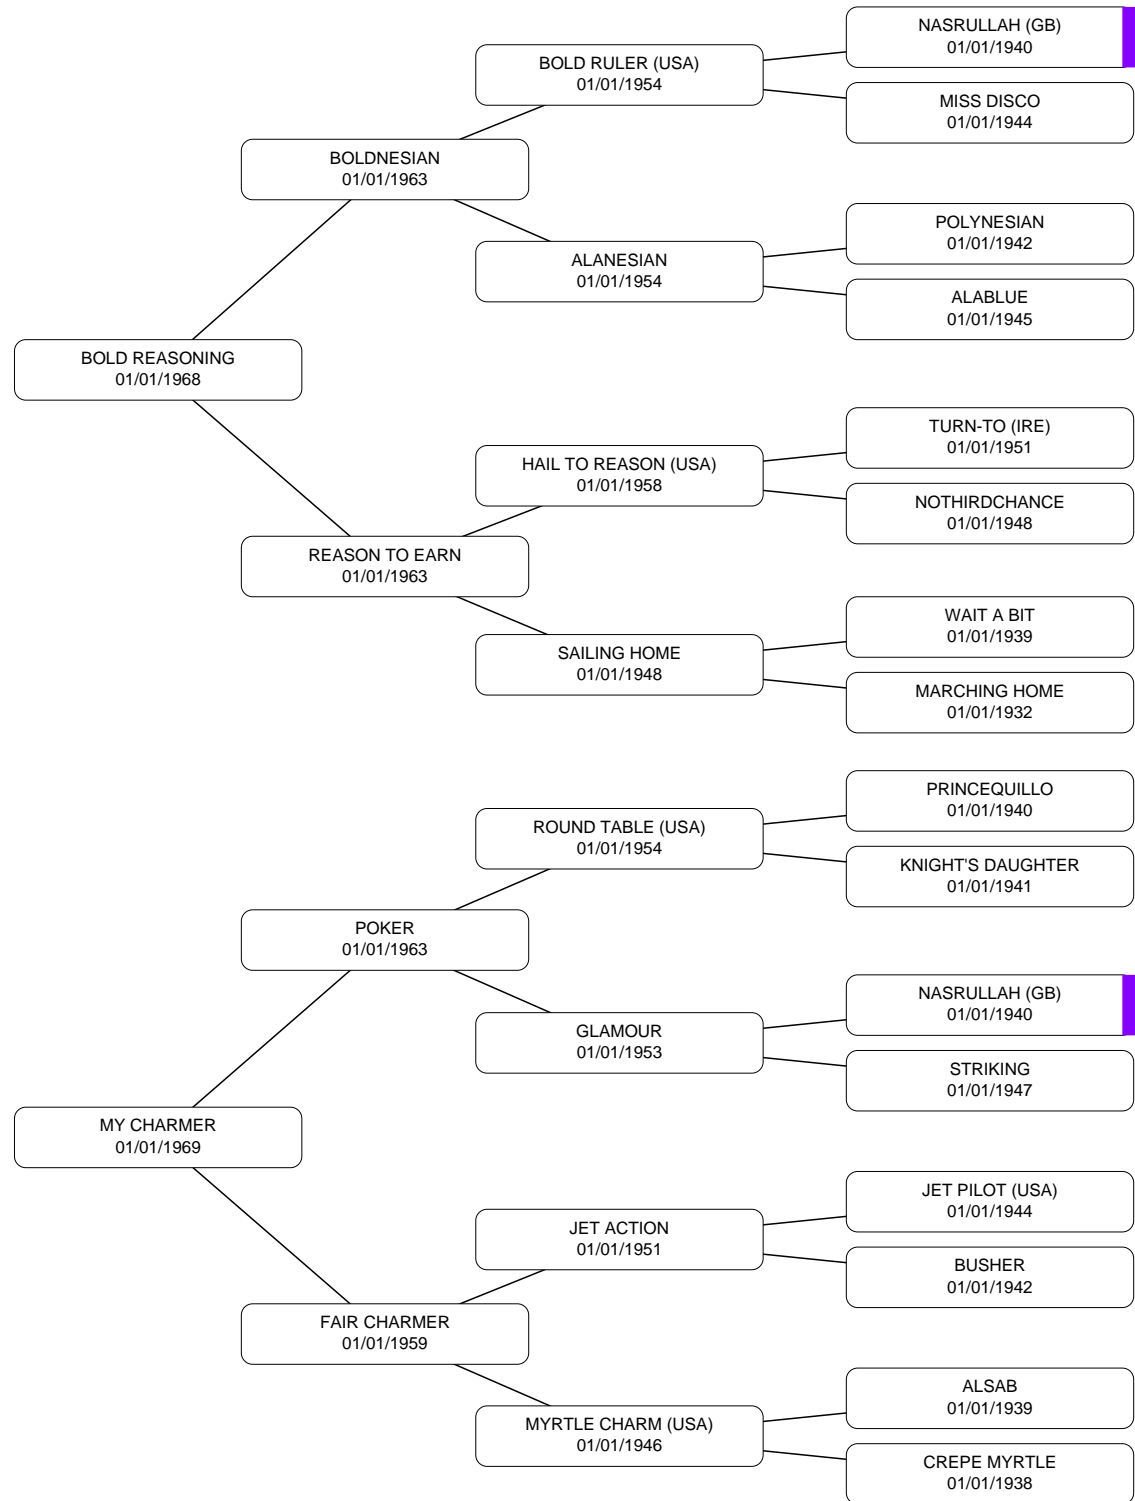 NASRULLAH (GB)
01/01/1940
BOLD RULER (USA)
01/01/1954
MISS DISCO
01/01/1944
BOLDNESIAN
01/01/1963
POLYNESIAN
01/01/1942
ALANESIAN
01/01/1954
ALABLUE
01/01/1945
BOLD REASONING
01/01/1968
TURN-TO (IRE)
01/01/1951
HAIL TO REASON (USA)
01/01/1958
NOTHIRDCHANCE
01/01/1948
REASON TO EARN
01/01/1963
WAIT A BIT
01/01/1939
SAILING HOME
01/01/1948
MARCHING HOME
01/01/1932
PRINCEQUILLO
01/01/1940
ROUND TABLE (USA)
01/01/1954
KNIGHT'S DAUGHTER
01/01/1941
POKER
01/01/1963
NASRULLAH (GB)
01/01/1940
GLAMOUR
01/01/1953
STRIKING
01/01/1947
MY CHARMER
01/01/1969
JET PILOT (USA)
01/01/1944
JET ACTION
01/01/1951
BUSHER
01/01/1942
FAIR CHARMER
01/01/1959
ALSAB
01/01/1939
MYRTLE CHARM (USA)
01/01/1946
CREPE MYRTLE
01/01/1938